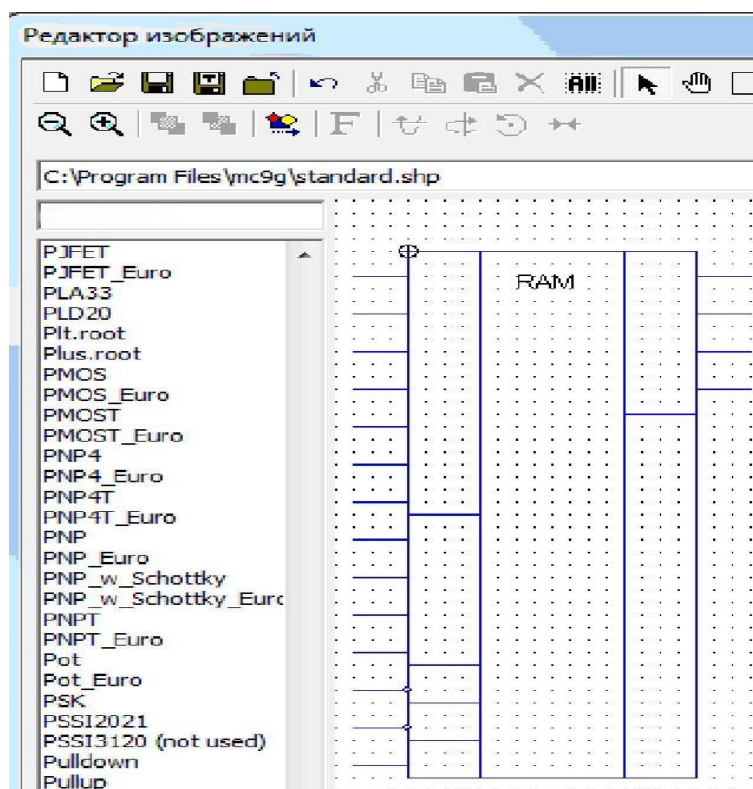 Редактор изображений
All
F
C:\Program Files\mc9g\standard.shp
PJFET
PJFET_Euro
PLA33
PLD20
Plt.root
Plus.root
PMOS
PMOS_Euro
PMOST
PMOST_Euro
PNP4
PNP4_Euro
PNP4T
PNP4T_Euro
PNP
PNP_Euro
PNP_w_Schottky
PNP_w_Schottky_Eurc
PNPT
PNPT_Euro
Pot
Pot_Euro
PSK
PSSI2021
PSSI3120 (not used)
Pulldown
Pullup
RAM